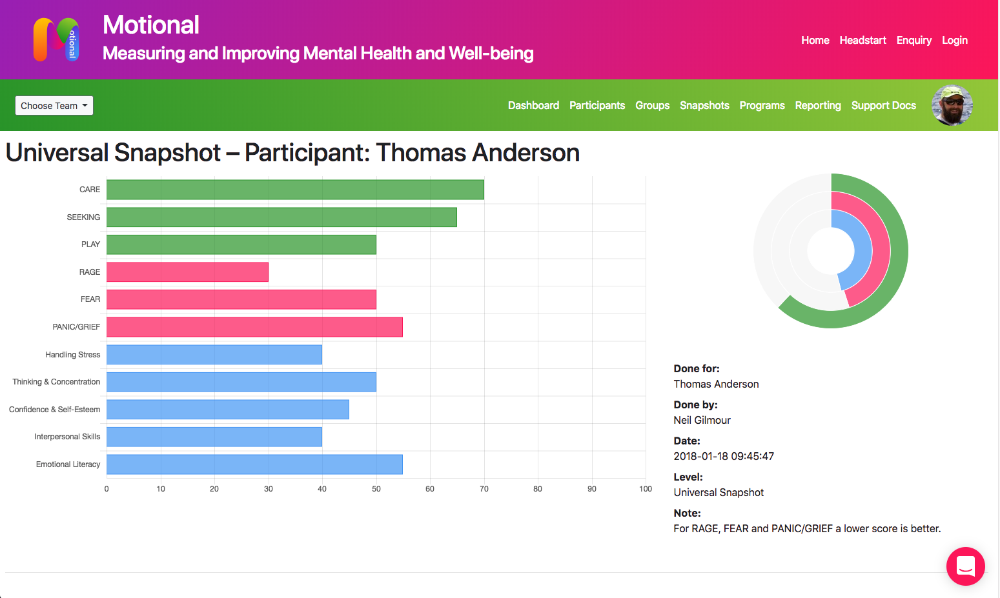 otional
Motional
Measuring and Improving Mental Health and Well-being
Home Headstart Enquiry Login
Choose Team
Dashboard Participants Groups Snapshots Programs Reporting Support Docs
Universal Snapshot – Participant: Thomas Anderson
CARE
SEEKING
PLAY
RAGE
FEAR
PANIC/GRIEF
Handling Stress
Thinking & Concentration
Confidence & Self-Esteem
Interpersonal Skills
Emotional Literacy
0 10 20 30 40 50 60 70 80 90 100
Done for:
Thomas Anderson
Done by:
Neil Gilmour
Date:
2018-01-18 09:45:47
Level:
Universal Snapshot
Note:
For RAGE, FEAR and PANIC/GRIEF a lower score is better.